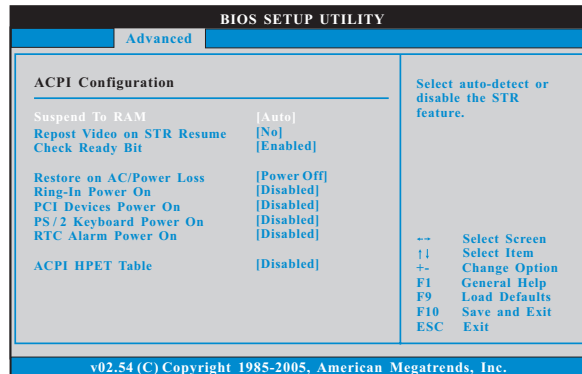 BIOS SETUP UTILITY
Advanced
ACPI Configuration
Suspend To RAM [Auto]
Repost Video on STR Resume [No]
Check Ready Bit [Enabled]
Restore on AC/Power Loss [Power Off]
Ring-In Power On [Disabled]
PCI Devices Power On [Disabled]
PS/2 Keyboard Power On [Disabled]
RTC Alarm Power On [Disabled]
ACPI HPET Table [Disabled]
Select auto-detect or
disable the STR
feature.
←→ Select Screen
↑↓ Select Item
+- Change Option
F1 General Help
F9 Load Defaults
F10 Save and Exit
ESC Exit
v02.54 (C) Copyright 1985-2005, American Megatrends, Inc.